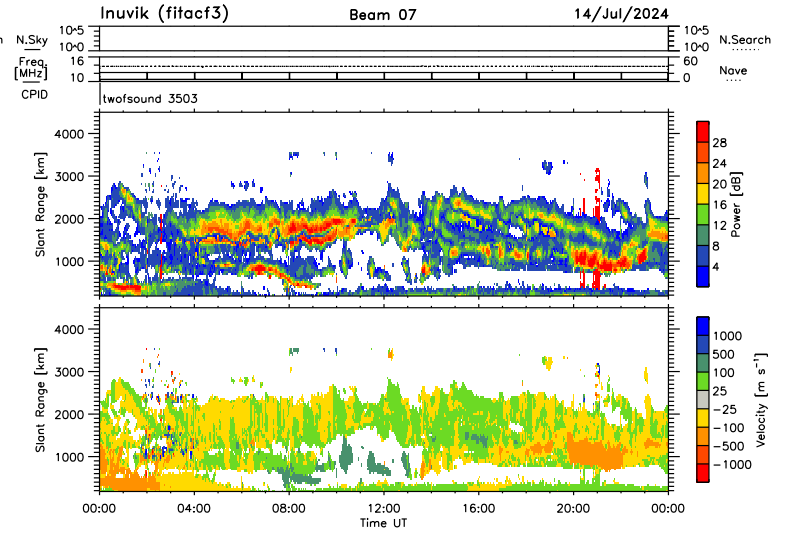 Inuvik (fitacf3) Beam 07 14/Jul/2024
h N.Sky 10^5 10^0 10^5 10^0 N.Search
Freq. [MHz] 16 10 60 0 Nave
CPID twofsound 3503
Slant Range [km]
4000
3000
2000
1000
28
24
20
16
12
8
4
Power [dB]
Slant Range [km]
4000
3000
2000
1000
1000
500
100
25
-25
-100
-500
-1000
Velocity [m s⁻¹]
00:00 04:00 08:00 12:00 16:00 20:00 00:00
Time UT